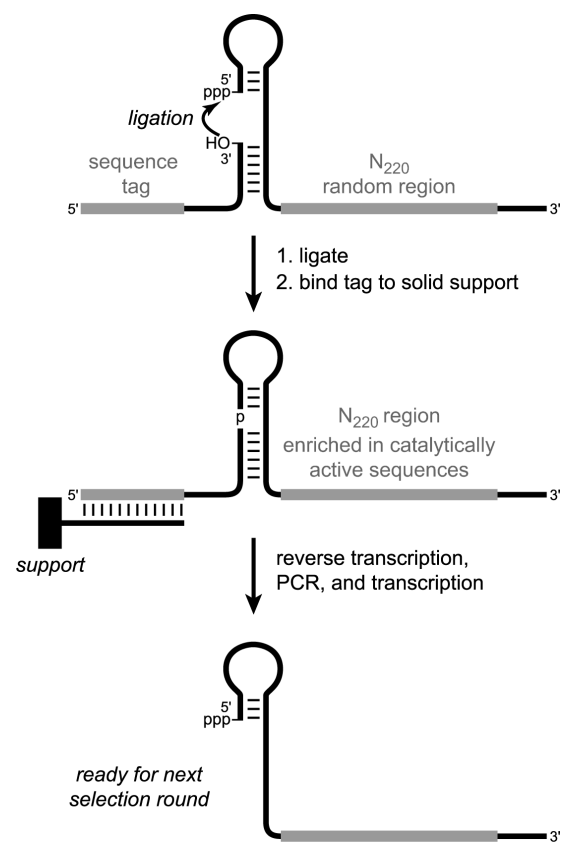 5'
ppp
ligation
HO
3'
sequence
tag
N220
random region
5'
3'
1. ligate
2. bind tag to solid support
p
N220 region
enriched in catalytically
active sequences
5'
3'
support
reverse transcription,
PCR, and transcription
5'
ppp
ready for next
selection round
3'